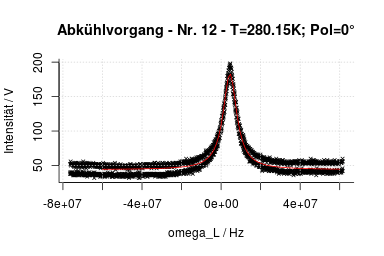 Abkühlvorgang - Nr. 12 - T=280.15K; Pol=0°
Intensität / V
200
150
100
50
-8e+07
-4e+07
0e+00
4e+07
omega_L / Hz